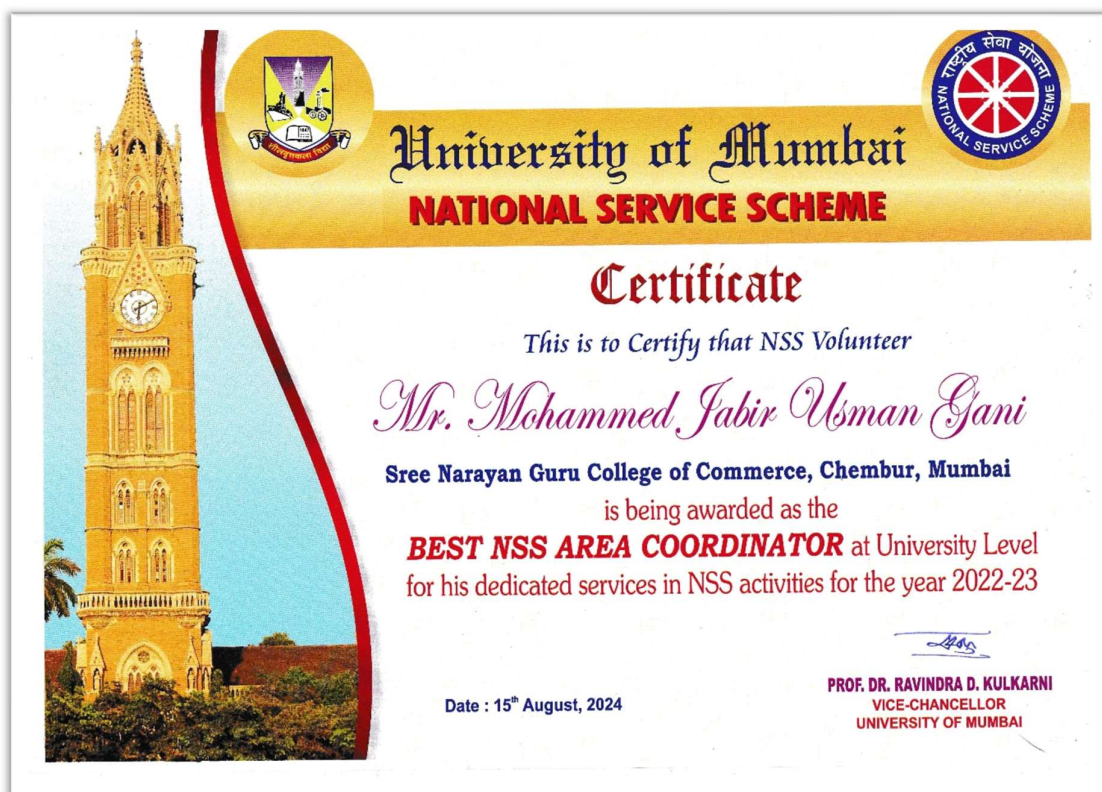 University of Mumbai
NATIONAL SERVICE SCHEME
राष्ट्रीय सेवा योजना
NATIONAL SERVICE SCHEME
शीलवृत्तफला विद्या
Certificate
This is to Certify that NSS Volunteer
Mr. Mohammed Jabir Usman Gani
Sree Narayan Guru College of Commerce, Chembur, Mumbai
is being awarded as the
BEST NSS AREA COORDINATOR at University Level
for his dedicated services in NSS activities for the year 2022-23
Date : 15th August, 2024
PROF. DR. RAVINDRA D. KULKARNI
VICE-CHANCELLOR
UNIVERSITY OF MUMBAI